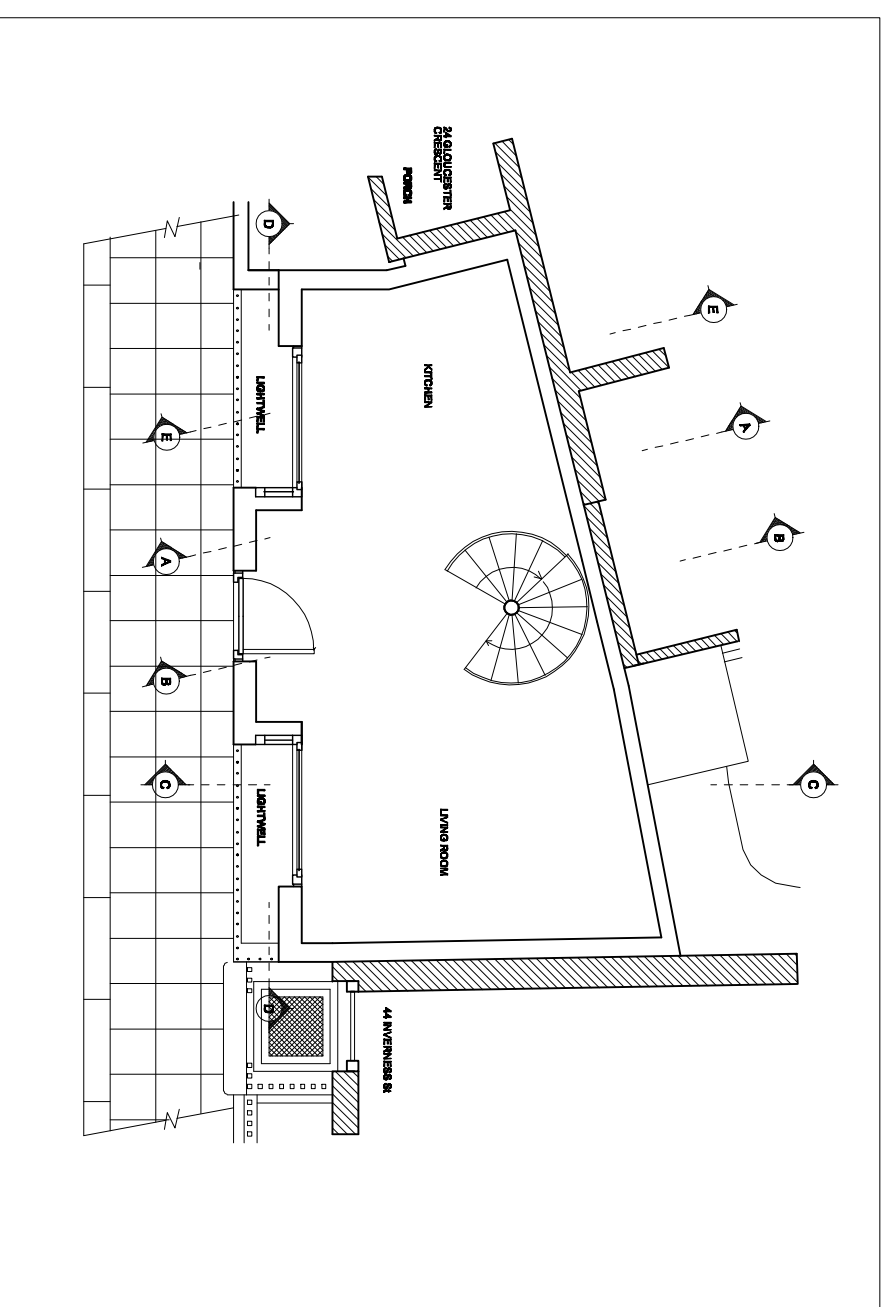 24 GLOUCESTER
CRESCENT
PORCH
D
E
KITCHEN
LIGHTWELL
E
A
A
B
B
C
C
LIVING ROOM
LIGHTWELL
D
44 INVERNESS St